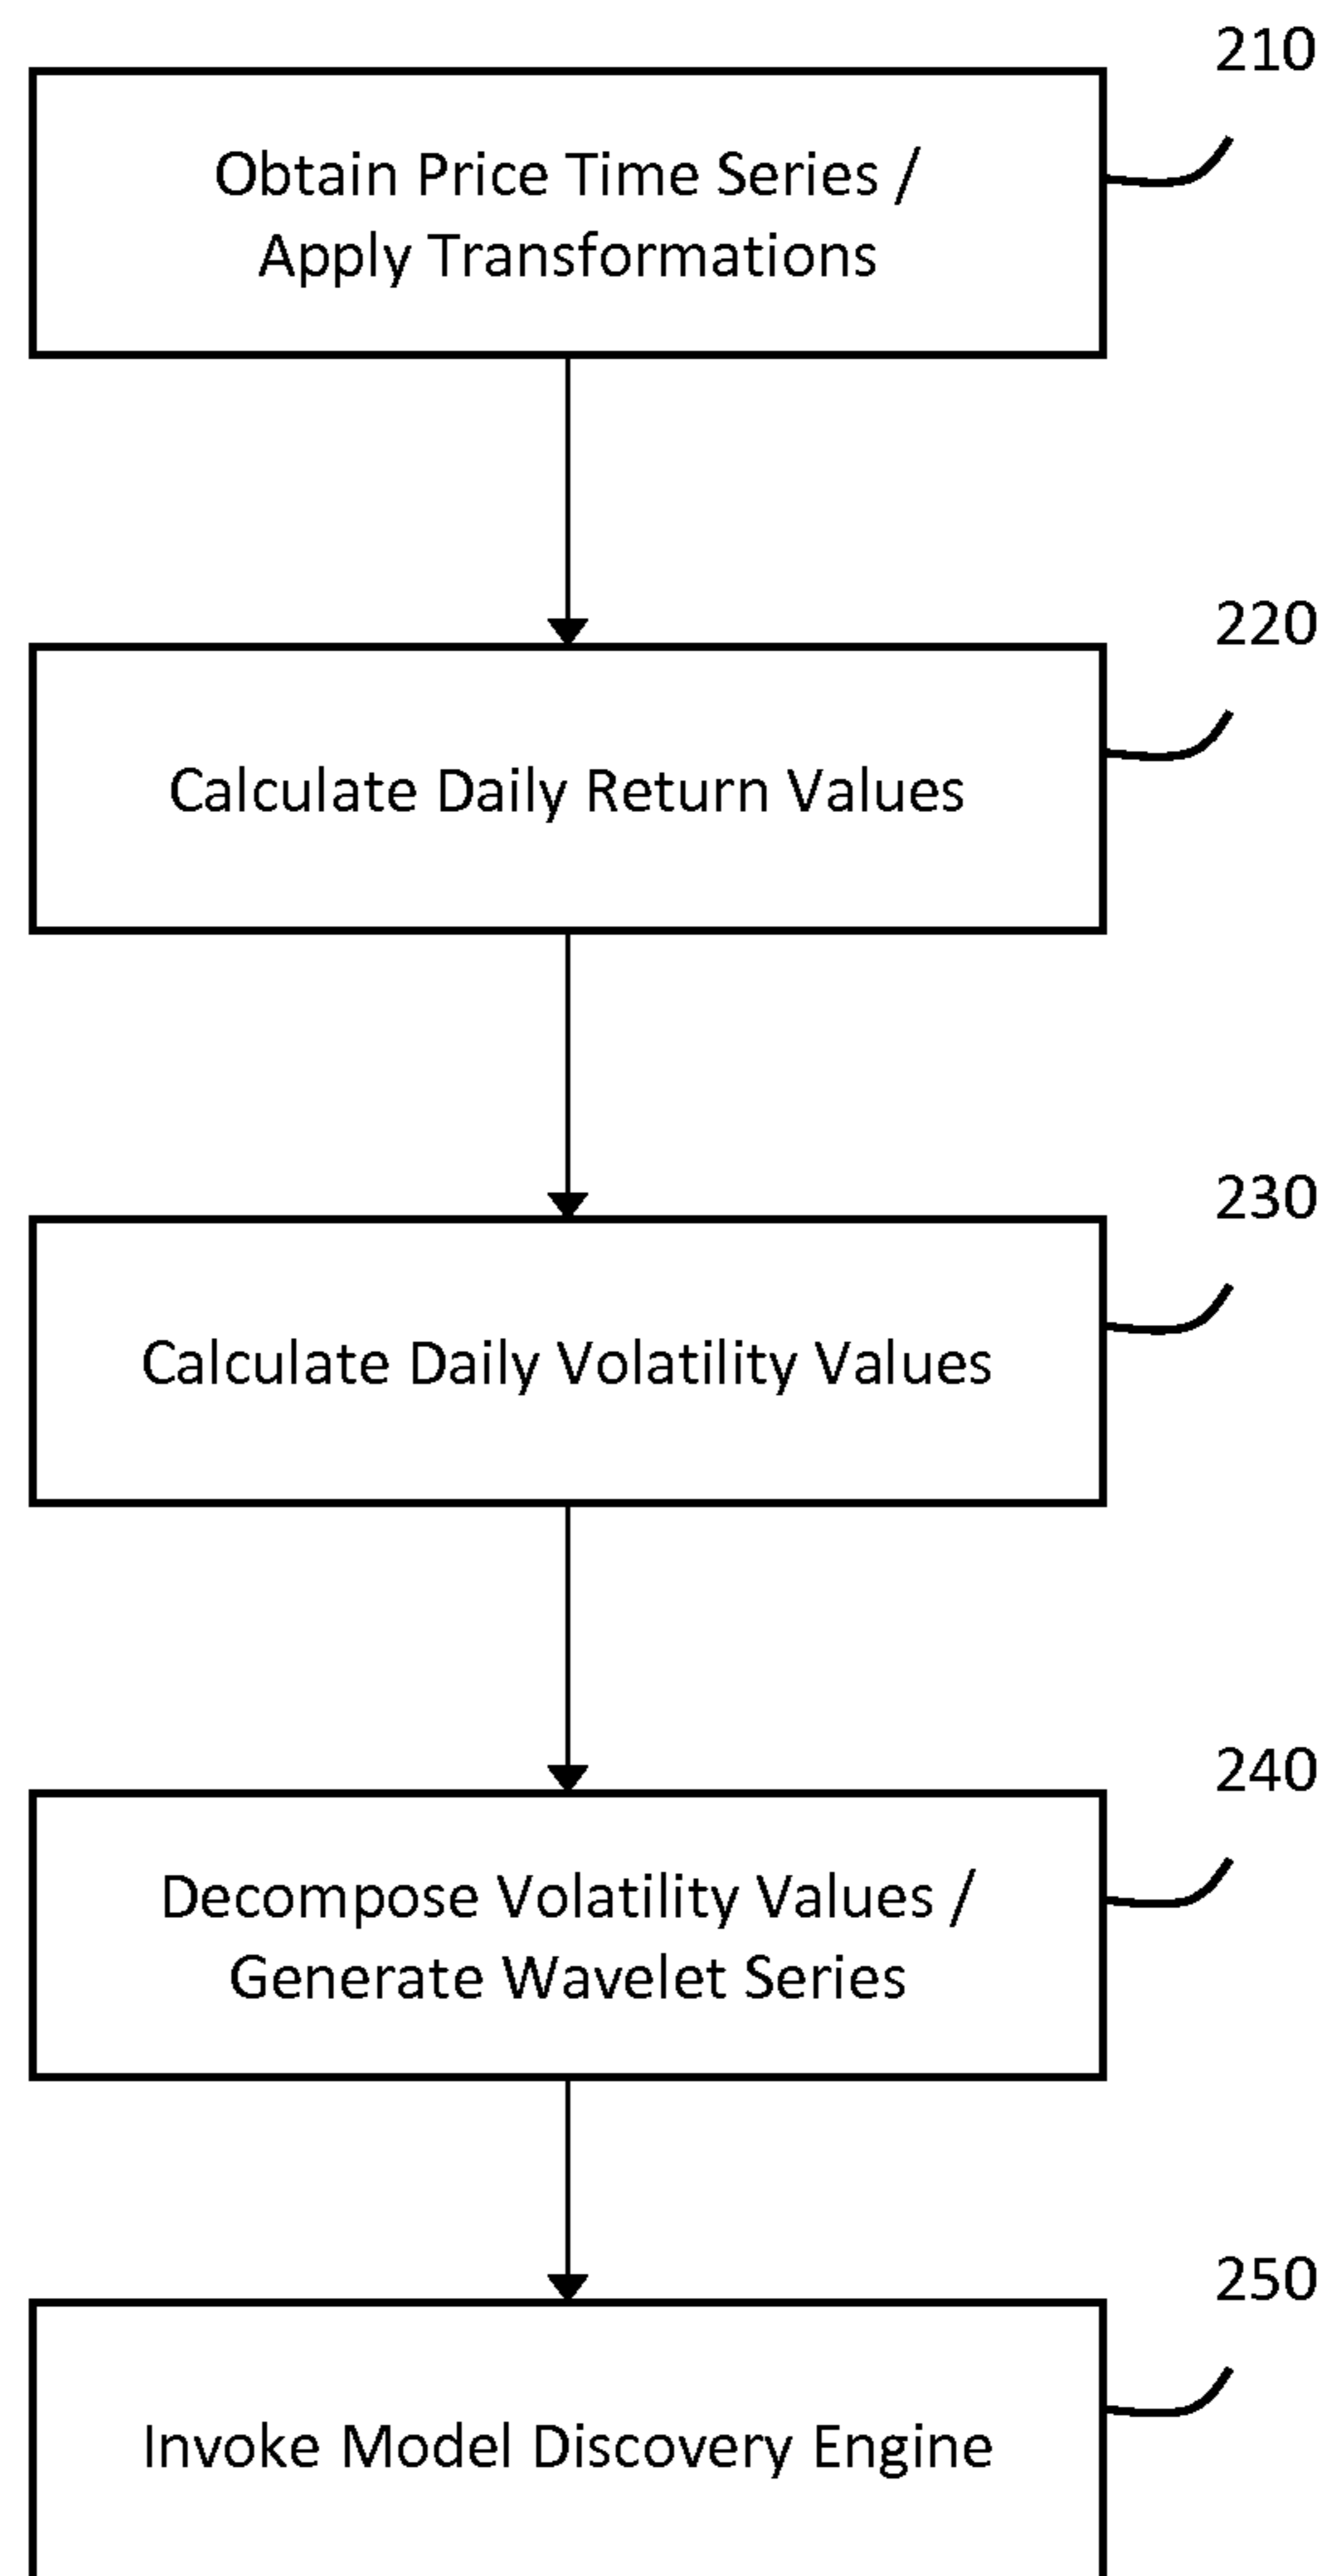 210
Obtain Price Time Series /
Apply Transformations
220
Calculate Daily Return Values
230
Calculate Daily Volatility Values
240
Decompose Volatility Values /
Generate Wavelet Series
250
Invoke Model Discovery Engine